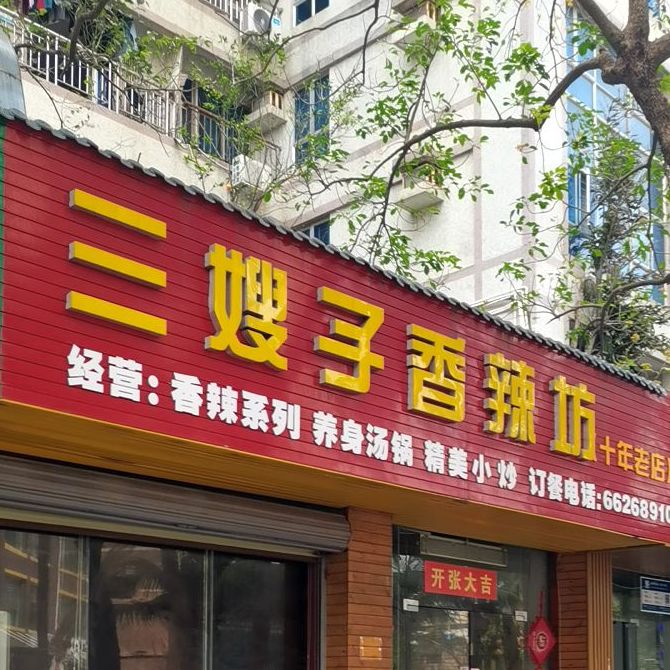 三嫂子香辣坊
十年老店
经营：香辣系列 养身汤锅 精美小炒 订餐电话:66268910
开张大吉